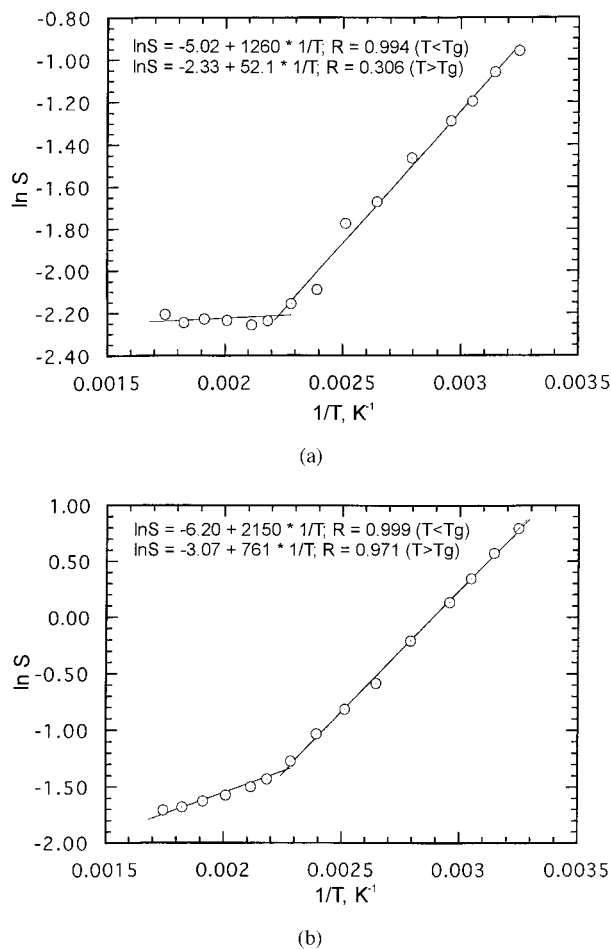 -0.80
lnS = -5.02 + 1260 * 1/T; R = 0.994 (T<Tg)
lnS = -2.33 + 52.1 * 1/T; R = 0.306 (T>Tg)
-1.00
-1.20
-1.40
-1.60
ln S
-1.80
-2.00
-2.20
-2.40
0.0015 0.002 0.0025 0.003 0.0035
1/T, K⁻¹
(a)
1.00
lnS = -6.20 + 2150 * 1/T; R = 0.999 (T<Tg)
lnS = -3.07 + 761 * 1/T; R = 0.971 (T>Tg)
0.50
0.00
ln S
-0.50
-1.00
-1.50
-2.00
0.0015 0.002 0.0025 0.003 0.0035
1/T, K⁻¹
(b)